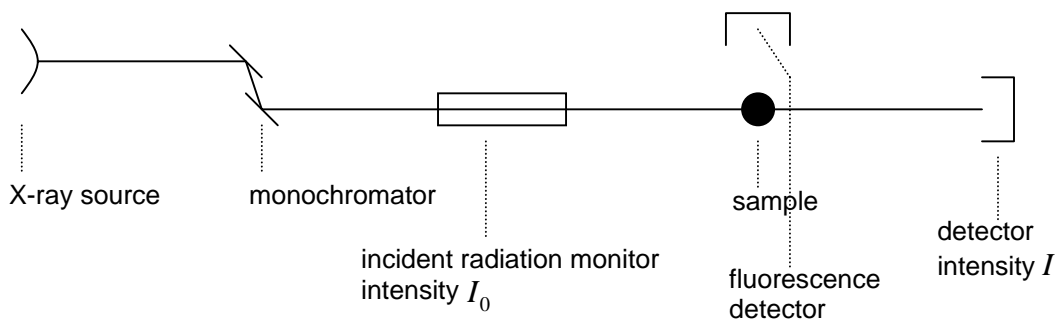 X-ray source
monochromator
incident radiation monitor
intensity I₀
sample
fluorescence
detector
detector
intensity I